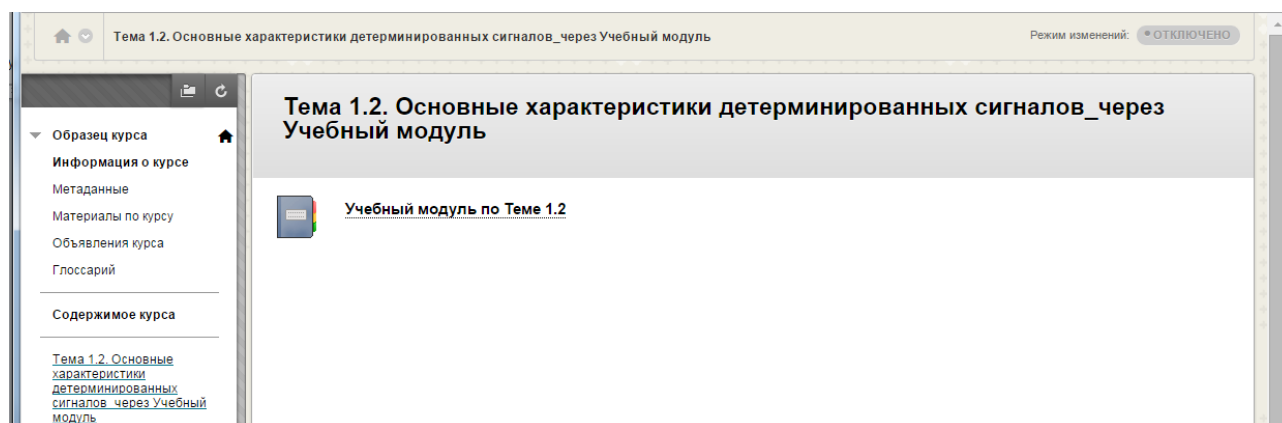 Тема 1.2. Основные характеристики детерминированных сигналов_через Учебный модуль
Режим изменений:
ОТКЛЮЧЕНО
Тема 1.2. Основные характеристики детерминированных сигналов_через
Учебный модуль
Образец курса
Информация о курсе
Метаданные
Материалы по курсу
Объявления курса
Глоссарий
Содержимое курса
Тема 1.2. Основные
характеристики
детерминированных
сигналов_через Учебный
модуль
Учебный модуль по Теме 1.2